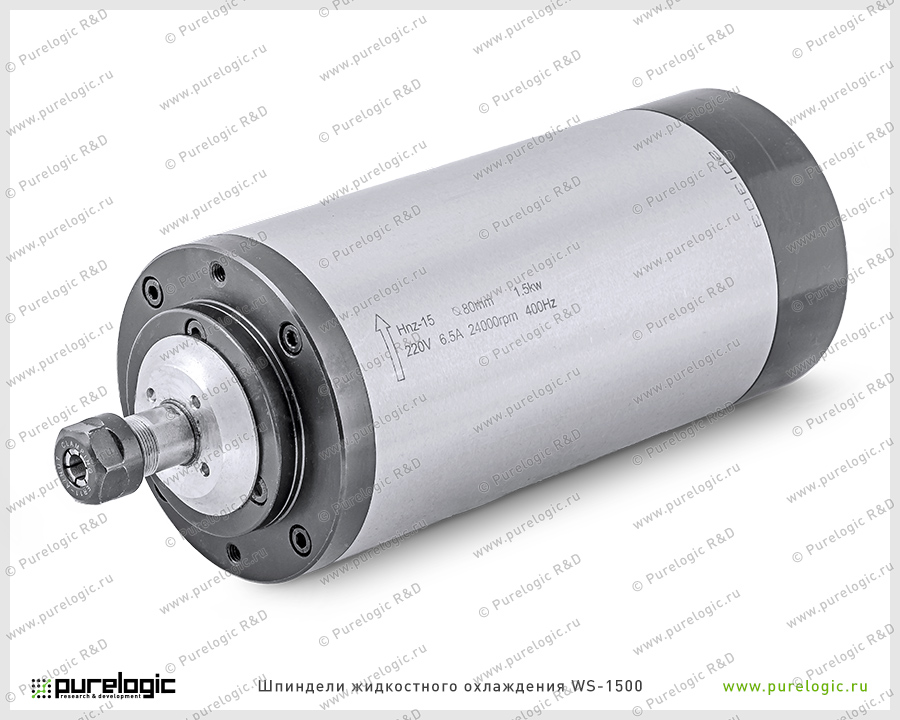 Hnz-15 80mm 1.5kw
220V 6.5A 24000rpm 400Hz
purelogic
research & development
Шпиндели жидкостного охлаждения WS-1500
www.purelogic.ru
© Purelogic R&D
www.purelogic.ru